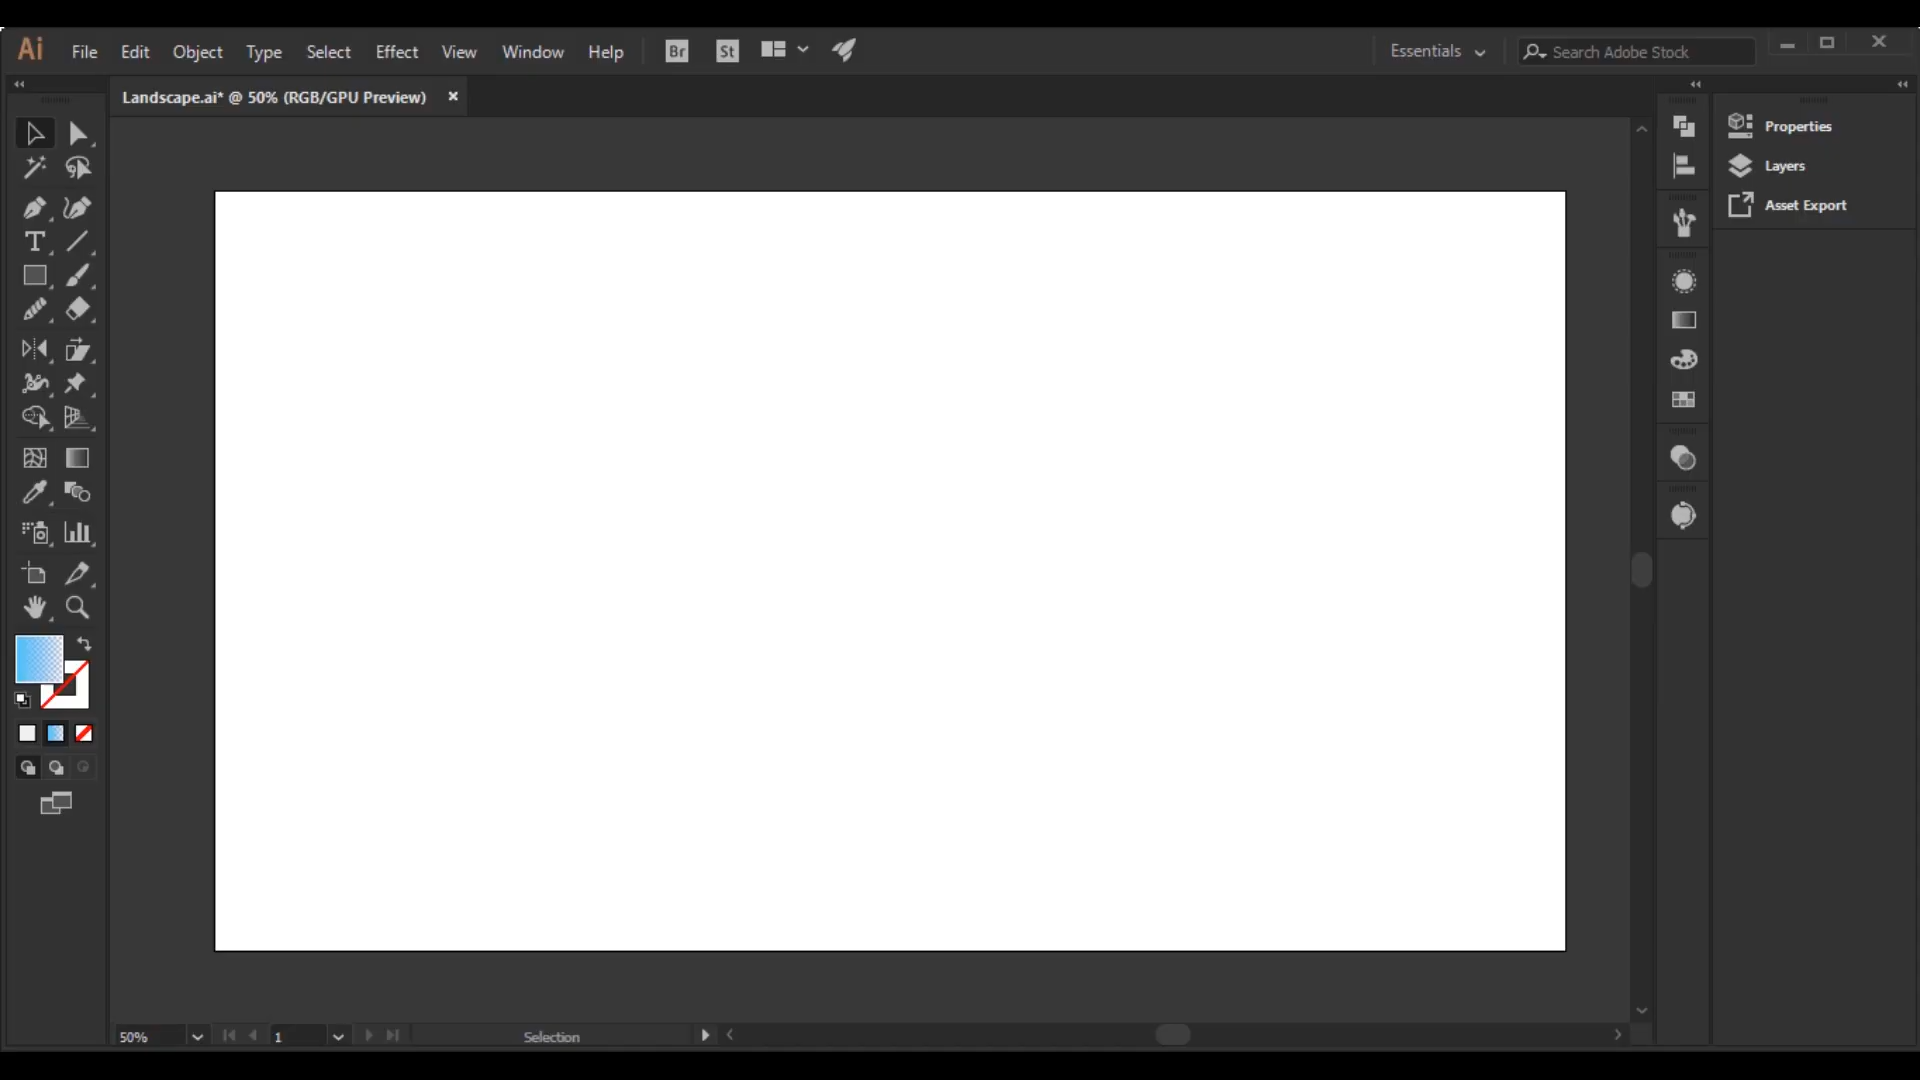 Ai File Edit Object Type Select Effect View Window Help Br St Essentials Search Adobe Stock
Landscape.ai* @ 50% (RGB/GPU Preview)
Properties
Layers
Asset Export
T
50% 1 Selection